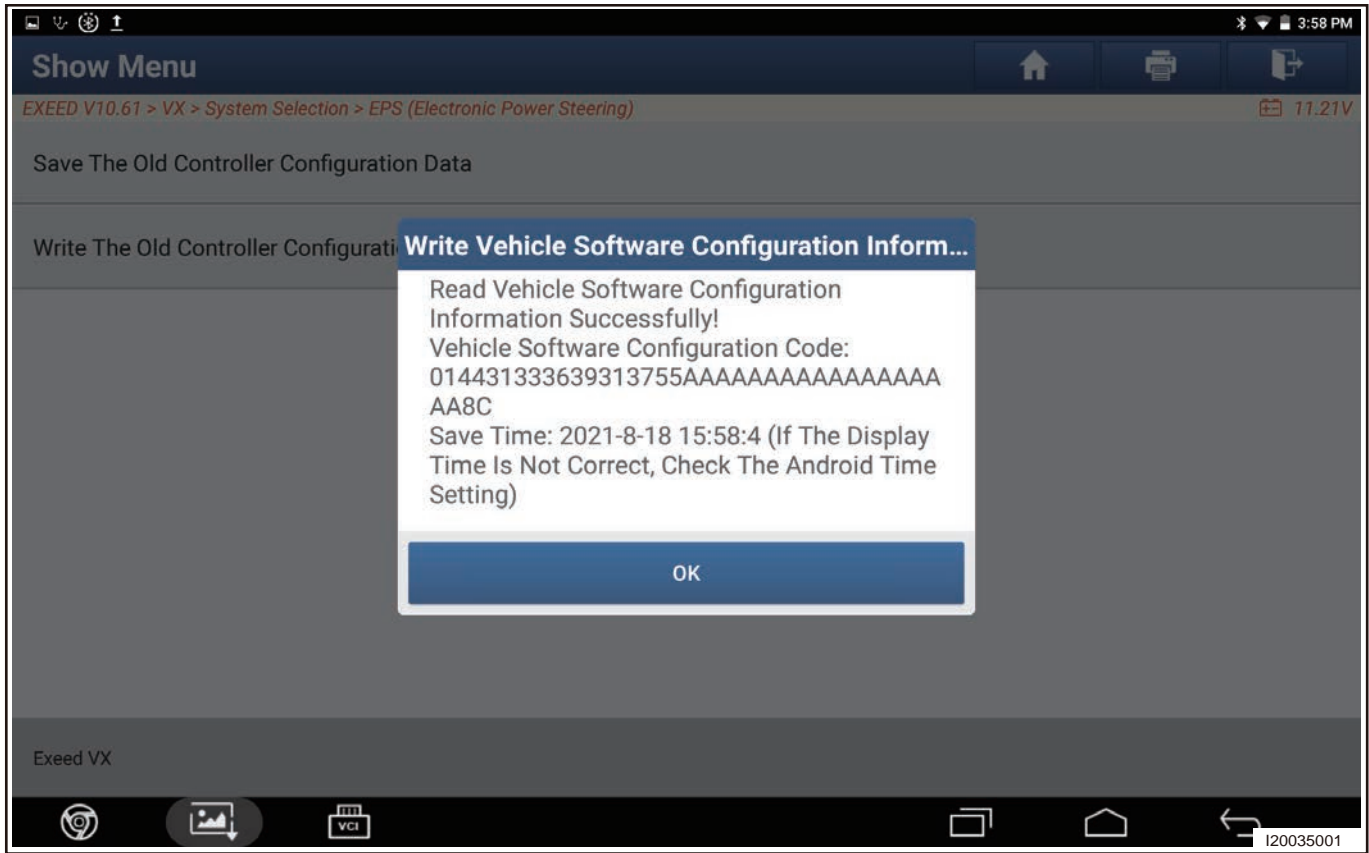 3:58 PM
Show Menu
EXEED V10.61 > VX > System Selection > EPS (Electronic Power Steering)
11.21V
Save The Old Controller Configuration Data
Write The Old Controller Configurati
Write Vehicle Software Configuration Inform...
Read Vehicle Software Configuration
Information Successfully!
Vehicle Software Configuration Code:
014431333639313755AAAAAAAAAAAAAAAAA
AA8C
Save Time: 2021-8-18 15:58:4 (If The Display
Time Is Not Correct, Check The Android Time
Setting)
OK
Exeed VX
VCI
I20035001